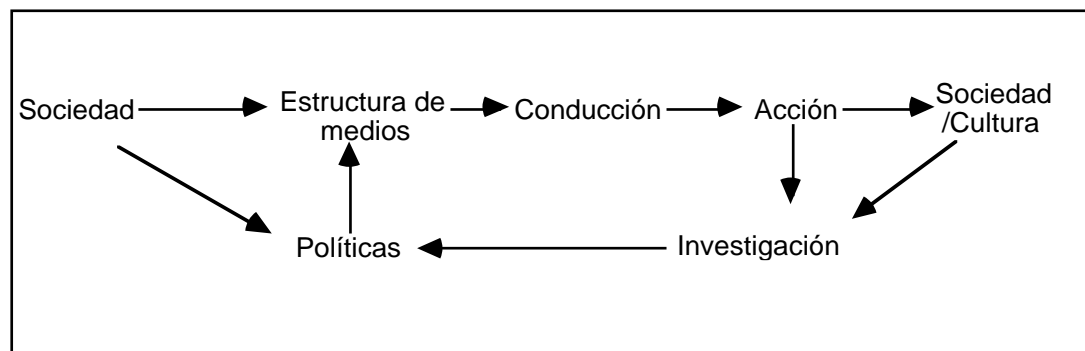 Sociedad
Estructura de
medios
Conducción
Acción
Sociedad
/Cultura
Políticas
Investigación